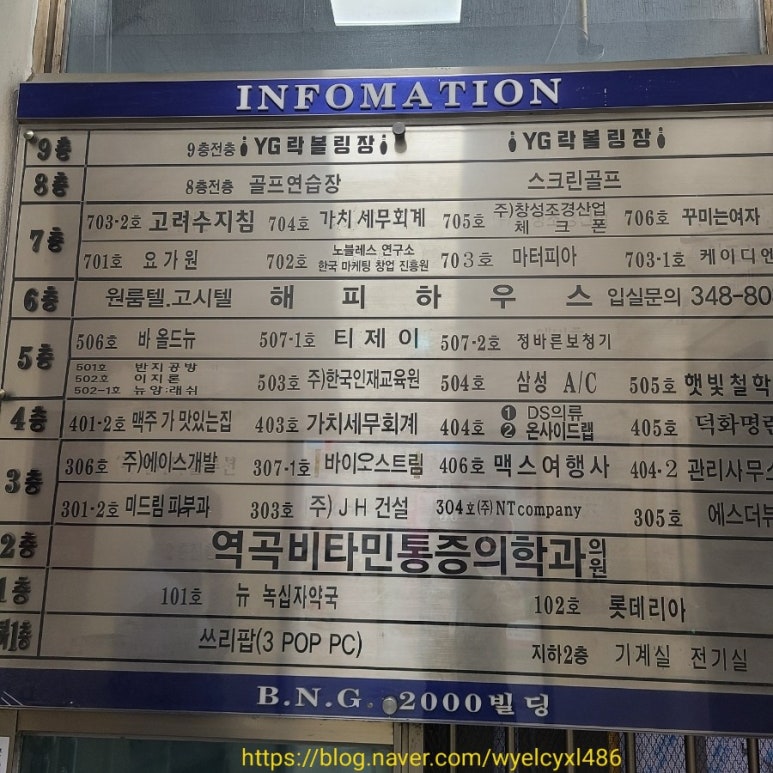 INFOMATION
9층 9층전층 YG락볼링장 YG락볼링장
8층 8층전층 골프연습장 스크린골프
7층
703-2호 고려수지침 704호 가치세무회계 705호 주)창성조경산업 체크폰 706호 꾸미는여자
701호 요가원 702호 노블레스 연구소 한국 마케팅 창업 진흥원 703호 마터피아 703-1호 케이디엔
6층 원룸텔.고시텔 해피하우스 입실문의 348-80
5층
506호 바올드뉴 507-1호 티제이 507-2호 정바른보청기
501호 반지공방
502호 이지론
502-1호 뉴앙:래쉬
503호 주)한국인재교육원 504호 삼성 A/C 505호 햇빛철학
4층 401-2호 맥주가 맛있는집 403호 가치세무회계 404호 ① DS의류 ② 온사이드랩 405호 덕화명란
3층
306호 주)에이스개발 307-1호 바이오스트림 406호 맥스여행사 404-2 관리사무소
301-2호 미드림피부과 303호 주)JH건설 304호 (주)NTcompany 305호 에스더뷰
2층 역곡비타민통증의학과의원
1층 101호 뉴 녹십자약국 102호 롯데리아
1층 쓰리팝(3 POP PC) 지하2층 기계실 전기실
B.N.G. 2000빌딩
https://blog.naver.com/wyelcyxl486